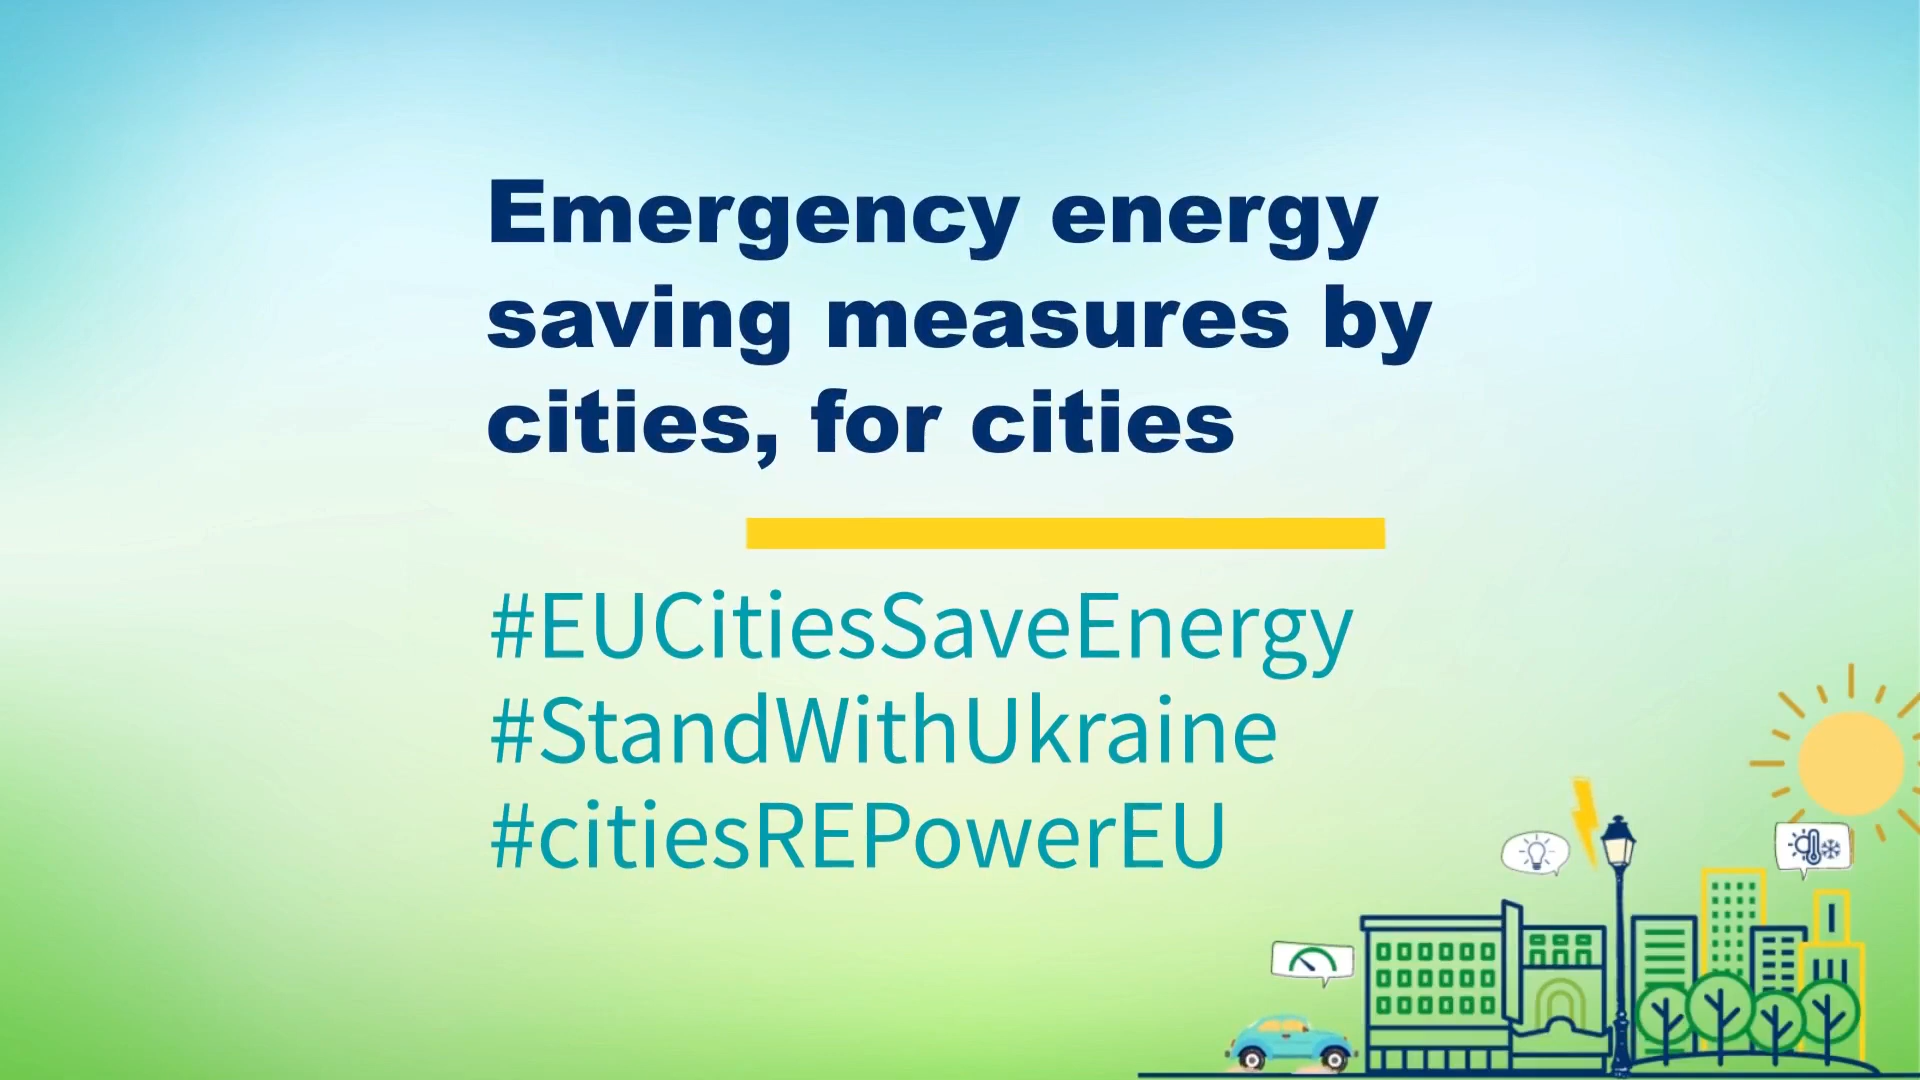 Emergency energy
saving measures by
cities, for cities
#EUCitiesSaveEnergy
#StandWithUkraine
#citiesREPowerEU